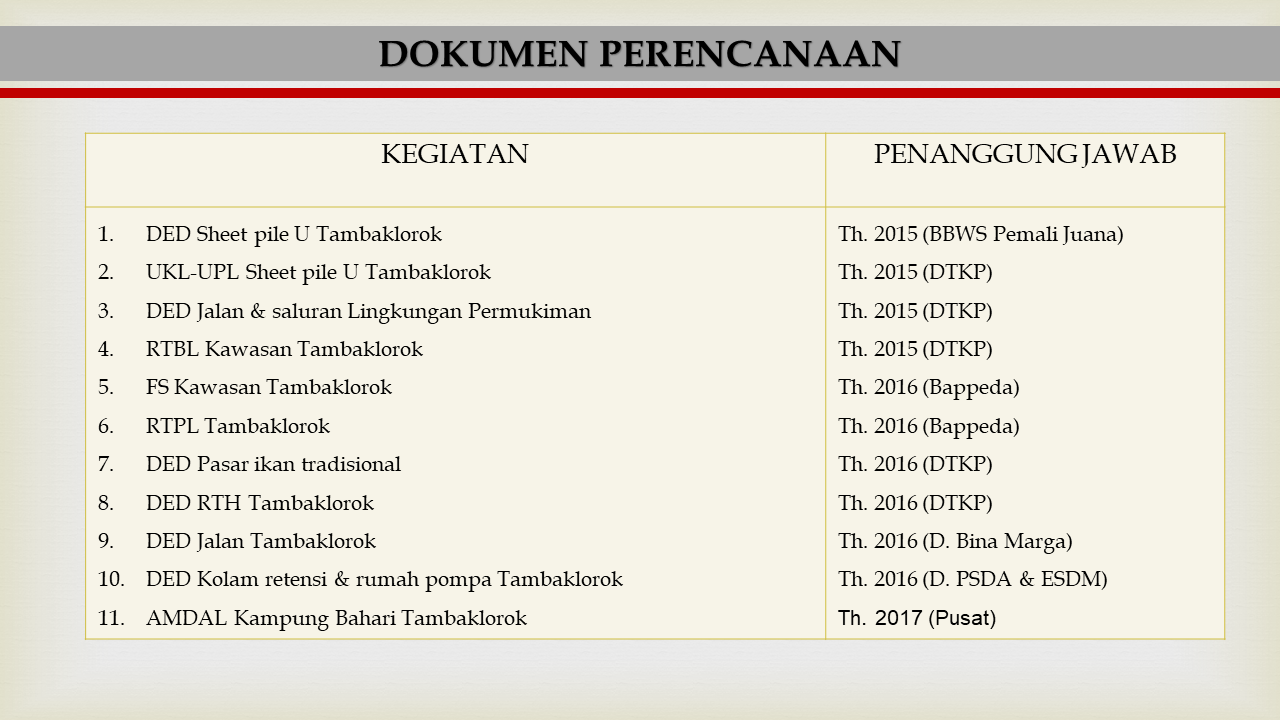 DOKUMEN PERENCANAAN
KEGIATAN PENANGGUNG JAWAB
1. DED Sheet pile U Tambaklorok Th. 2015 (BBWS Pemali Juana)
2. UKL-UPL Sheet pile U Tambaklorok Th. 2015 (DTKP)
3. DED Jalan & saluran Lingkungan Permukiman Th. 2015 (DTKP)
4. RTBL Kawasan Tambaklorok Th. 2015 (DTKP)
5. FS Kawasan Tambaklorok Th. 2016 (Bappeda)
6. RTPL Tambaklorok Th. 2016 (Bappeda)
7. DED Pasar ikan tradisional Th. 2016 (DTKP)
8. DED RTH Tambaklorok Th. 2016 (DTKP)
9. DED Jalan Tambaklorok Th. 2016 (D. Bina Marga)
10. DED Kolam retensi & rumah pompa Tambaklorok Th. 2016 (D. PSDA & ESDM)
11. AMDAL Kampung Bahari Tambaklorok Th. 2017 (Pusat)